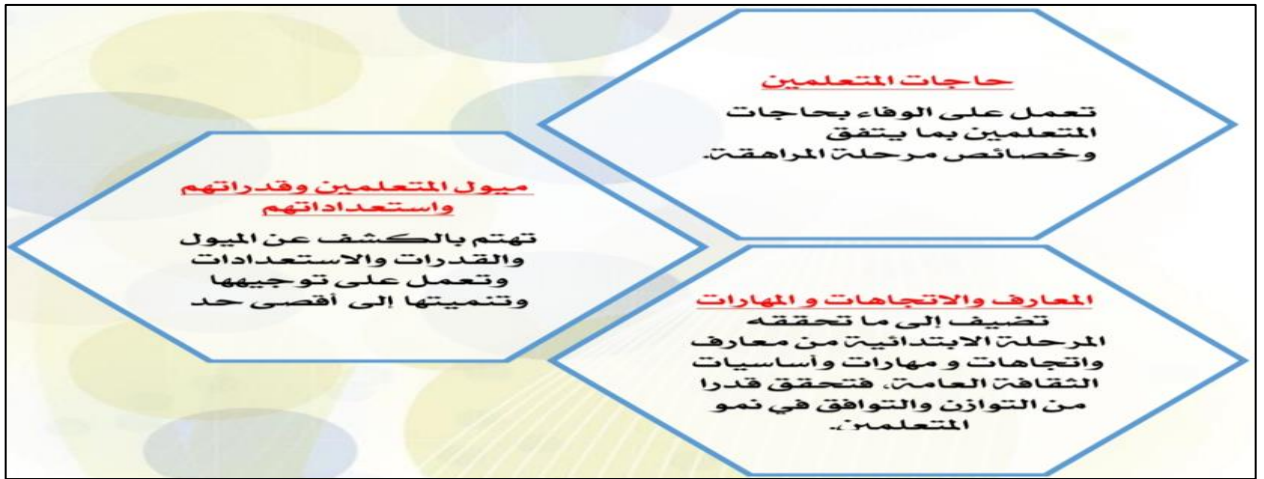 حاجات المتعلمين
تعمل على الوفاء بحاجات
المتعلمين بما يتفق
وخصائص مرحلة المراهقة.
ميول المتعلمين وقدراتهم
واستعداداتهم
تهتم بالكشف عن الميول
والقدرات والاستعدادات
وتعمل على توجيهها
وتنميتها إلى أقصى حد
المعارف والاتجاهات و المهارات
تضيف إلى ما تحققه
المرحلة الابتدائية من معارف
واتجاهات و مهارات وأساسيات
الثقافة العامة، فتحقق قدرا
من التوازن والتوافق في نمو
المتعلمين.